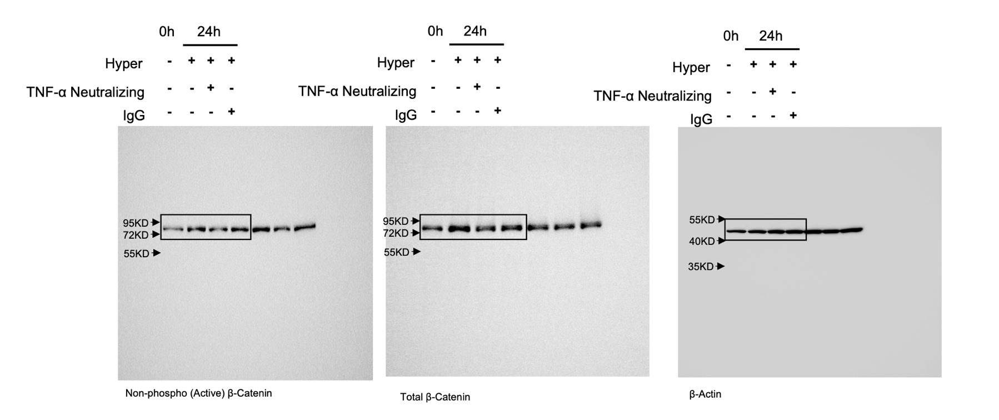 0h 24h
Hyper - + + +
TNF-α Neutralizing - - + -
IgG - - - +
95KD
72KD
55KD
Non-phospho (Active) β-Catenin
0h 24h
Hyper - + + +
TNF-α Neutralizing - - + -
IgG - - - +
95KD
72KD
55KD
Total β-Catenin
0h 24h
Hyper - + + +
TNF-α Neutralizing - - + -
IgG - - - +
55KD
40KD
35KD
β-Actin